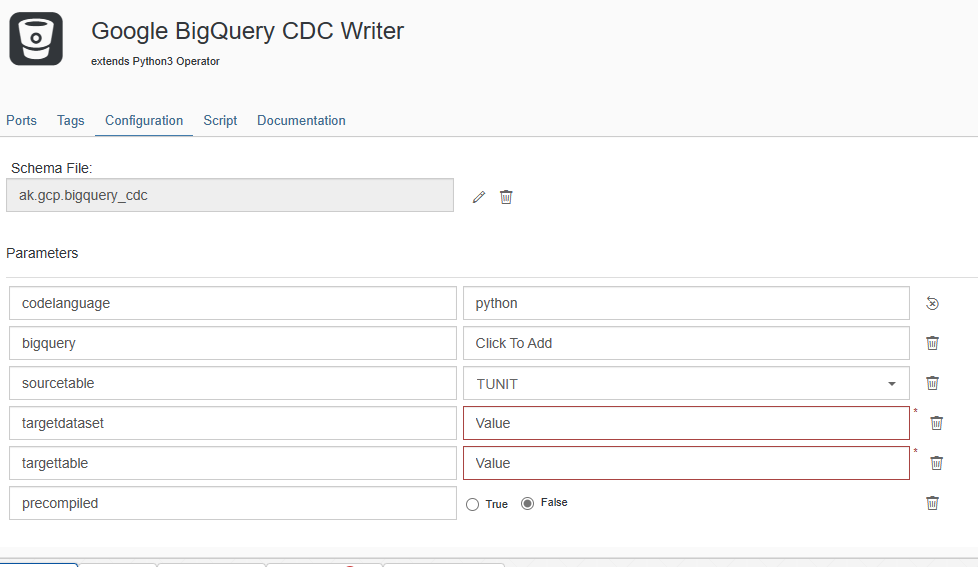 Google BigQuery CDC Writer
extends Python3 Operator
Ports Tags Configuration Script Documentation
Schema File:
ak.gcp.bigquery_cdc
Parameters
codelanguage python
bigquery Click To Add
sourcetable TUNIT
targetdataset Value *
targettable Value *
precompiled True False